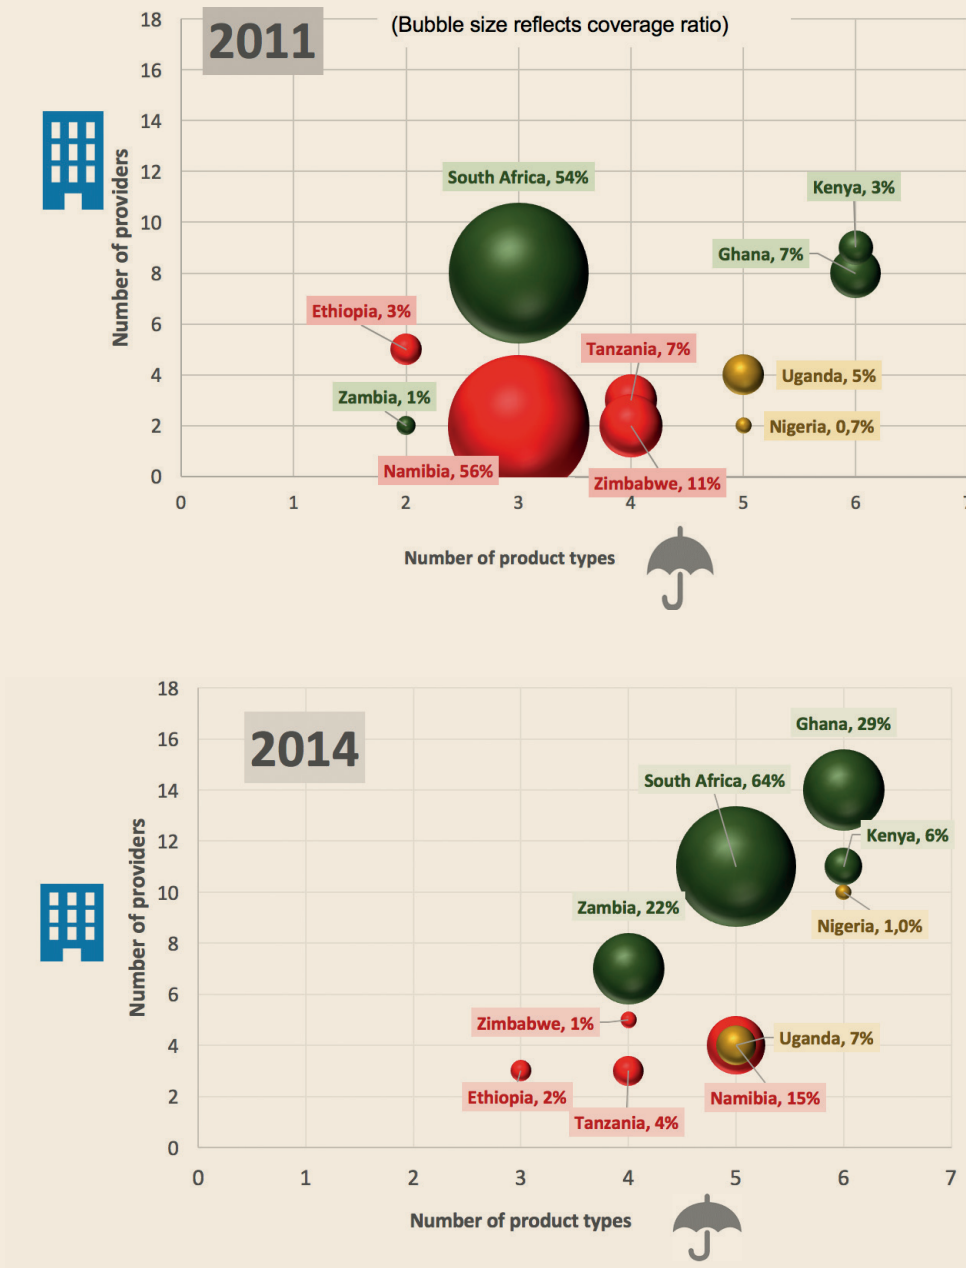 18
2011
(Bubble size reflects coverage ratio)
16
14
12
South Africa, 54%
Kenya, 3%
10
Ghana, 7%
8
Number of providers
6
Ethiopia, 3%
Tanzania, 7%
4
Uganda, 5%
Zambia, 1%
2
Nigeria, 0,7%
Namibia, 56%
Zimbabwe, 11%
0
0 1 2 3 4 5 6 7
Number of product types
18
2014
Ghana, 29%
16
South Africa, 64%
14
12
Kenya, 6%
10
Zambia, 22%
Nigeria, 1,0%
8
Number of providers
6
Zimbabwe, 1%
Uganda, 7%
4
Ethiopia, 2%
Namibia, 15%
2
Tanzania, 4%
0
0 1 2 3 4 5 6 7
Number of product types